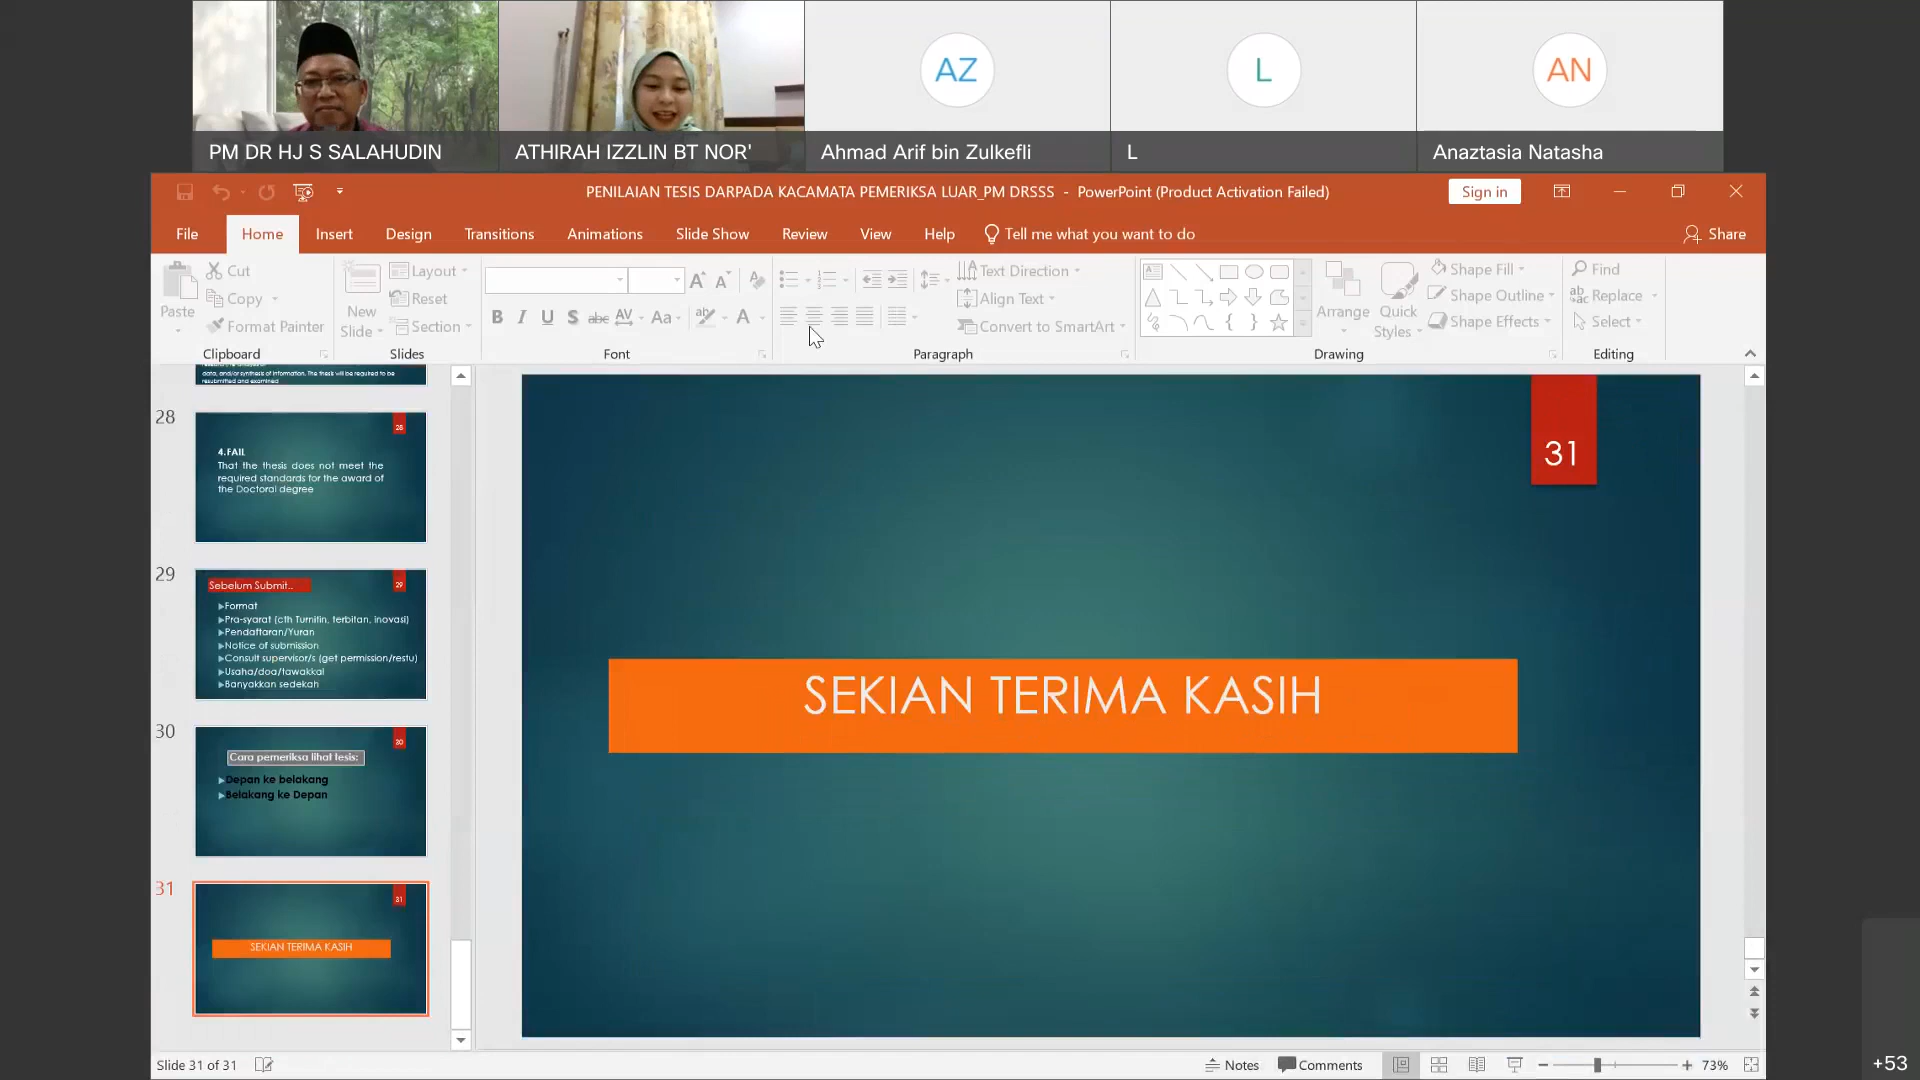 AZ
L
AN
PM DR HJ S SALAHUDIN
ATHIRAH IZZLIN BT NOR'
Ahmad Arif bin Zulkefli
L
Anaztasia Natasha
PENILAIAN TESIS DARPADA KACAMATA PEMERIKSA LUAR_PM DRSSS - PowerPoint (Product Activation Failed)
Sign in
File Home Insert Design Transitions Animations Slide Show Review View Help Tell me what you want to do Share
Paste
Cut
Copy
Format Painter
Clipboard
New Slide
Layout
Reset
Section
Slides
B I U S abc AV Aa A
Font
Text Direction
Align Text
Convert to SmartArt
Paragraph
Arrange
Quick Styles
Shape Fill
Shape Outline
Shape Effects
Drawing
Find
Replace
Select
Editing
data, and/or synthesis of information. The thesis will be required to be
resubmitted and examined
28
28
4.FAIL
That the thesis does not meet the
required standards for the award of
the Doctoral degree
29
Sebelum Submit..
29
Format
Pra-syarat (cth Turnitin, terbitan, inovasi)
Pendaftaran/Yuran
Notice of submission
Consult supervisor/s (get permission/restu)
Usaha/doa/tawakkal
Banyakkan sedekah
30
30
Cara pemeriksa lihat tesis:
Depan ke belakang
Belakang ke Depan
31
31
SEKIAN TERIMA KASIH
31
SEKIAN TERIMA KASIH
Slide 31 of 31
Notes
Comments
73%
+53